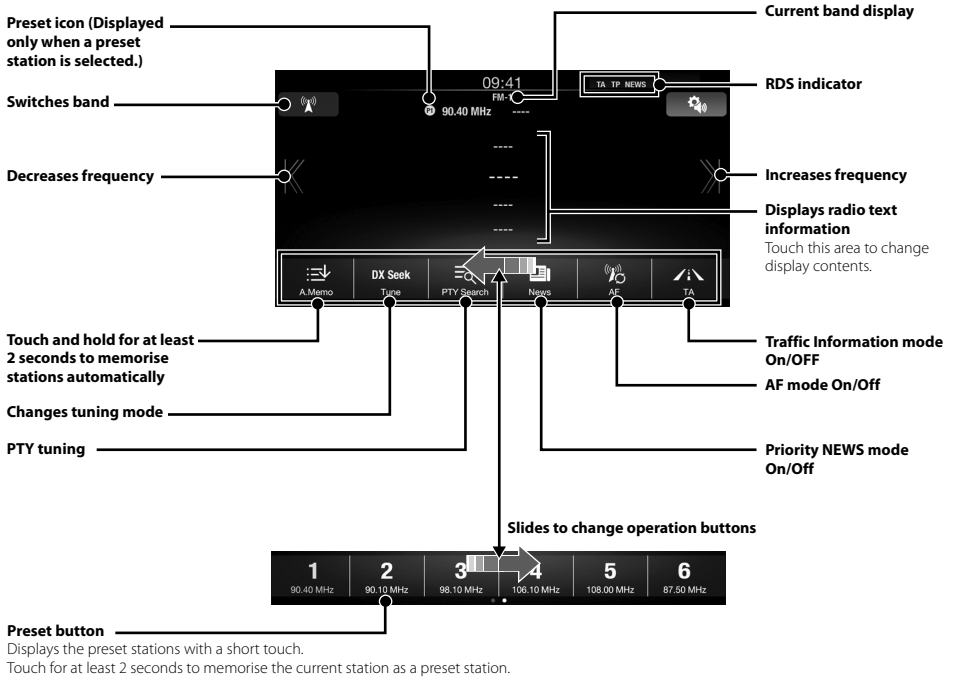 Preset icon (Displayed
only when a preset
station is selected.)
Current band display
09:41
TA TP NEWS
RDS indicator
Switches band
FM-1
PI 90.40 MHz ----
----
Decreases frequency
----
Increases frequency
----
----
Displays radio text
information
Touch this area to change
display contents.
DX Seek
A.Memo
Tune
PTY Search
News
AF
TA
Touch and hold for at least
2 seconds to memorise
stations automatically
Traffic Information mode
On/OFF
AF mode On/Off
Changes tuning mode
PTY tuning
Priority NEWS mode
On/Off
Slides to change operation buttons
1 2 3 4 5 6
90.40 MHz 90.10 MHz 98.10 MHz 106.10 MHz 108.00 MHz 87.50 MHz
Preset button
Displays the preset stations with a short touch.
Touch for at least 2 seconds to memorise the current station as a preset station.